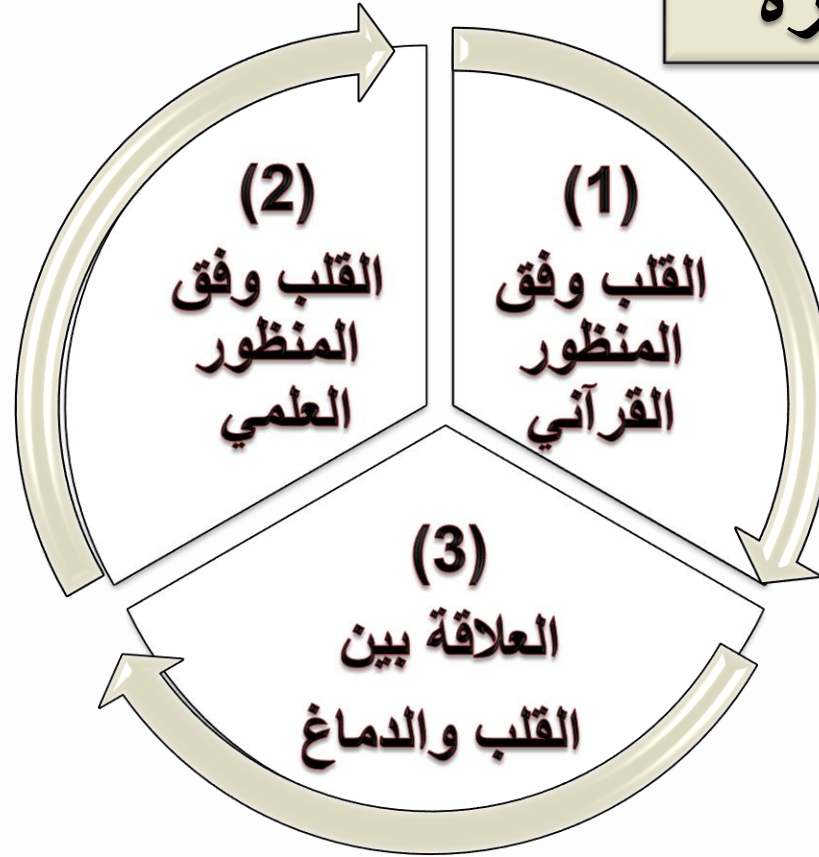 (1)
القلب وفق
المنظور
القرآني
(2)
القلب وفق
المنظور
العلمي
(3)
العلاقة بين
القلب والدماغ